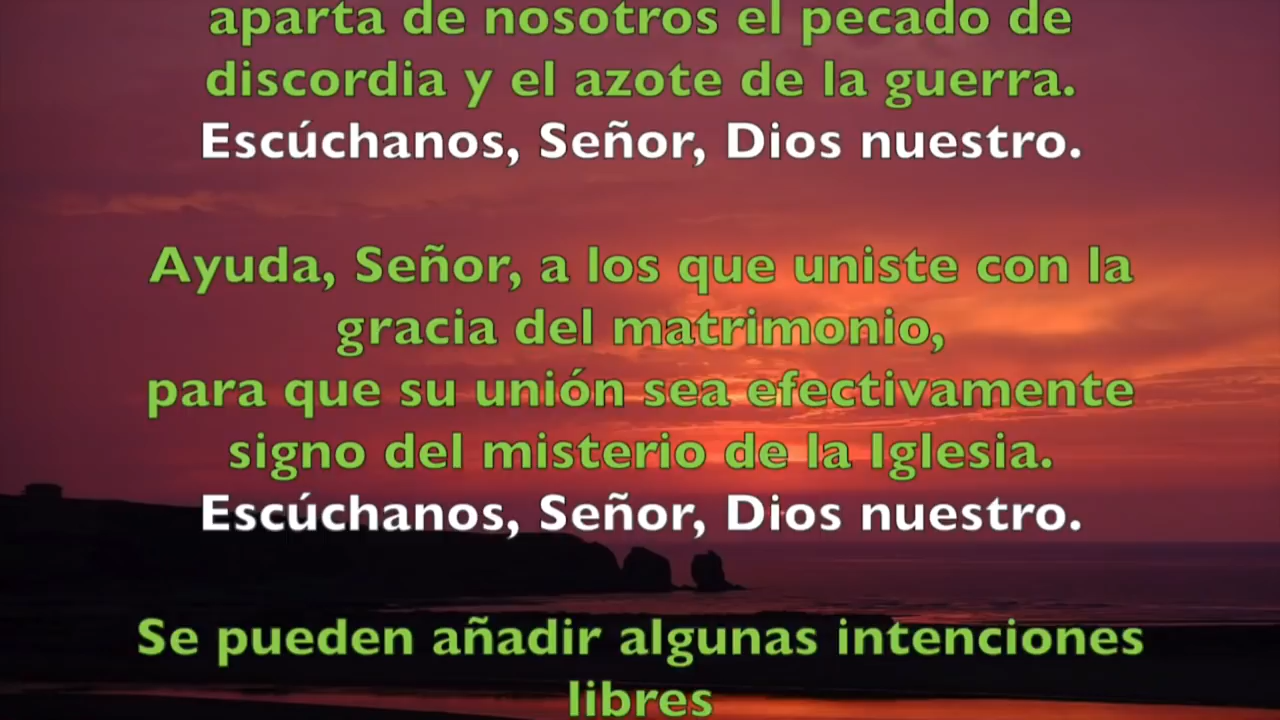 aparta de nosotros el pecado de
discordia y el azote de la guerra.
Escúchanos, Señor, Dios nuestro.
Ayuda, Señor, a los que uniste con la
gracia del matrimonio,
para que su unión sea efectivamente
signo del misterio de la Iglesia.
Escúchanos, Señor, Dios nuestro.
Se pueden añadir algunas intenciones
libres